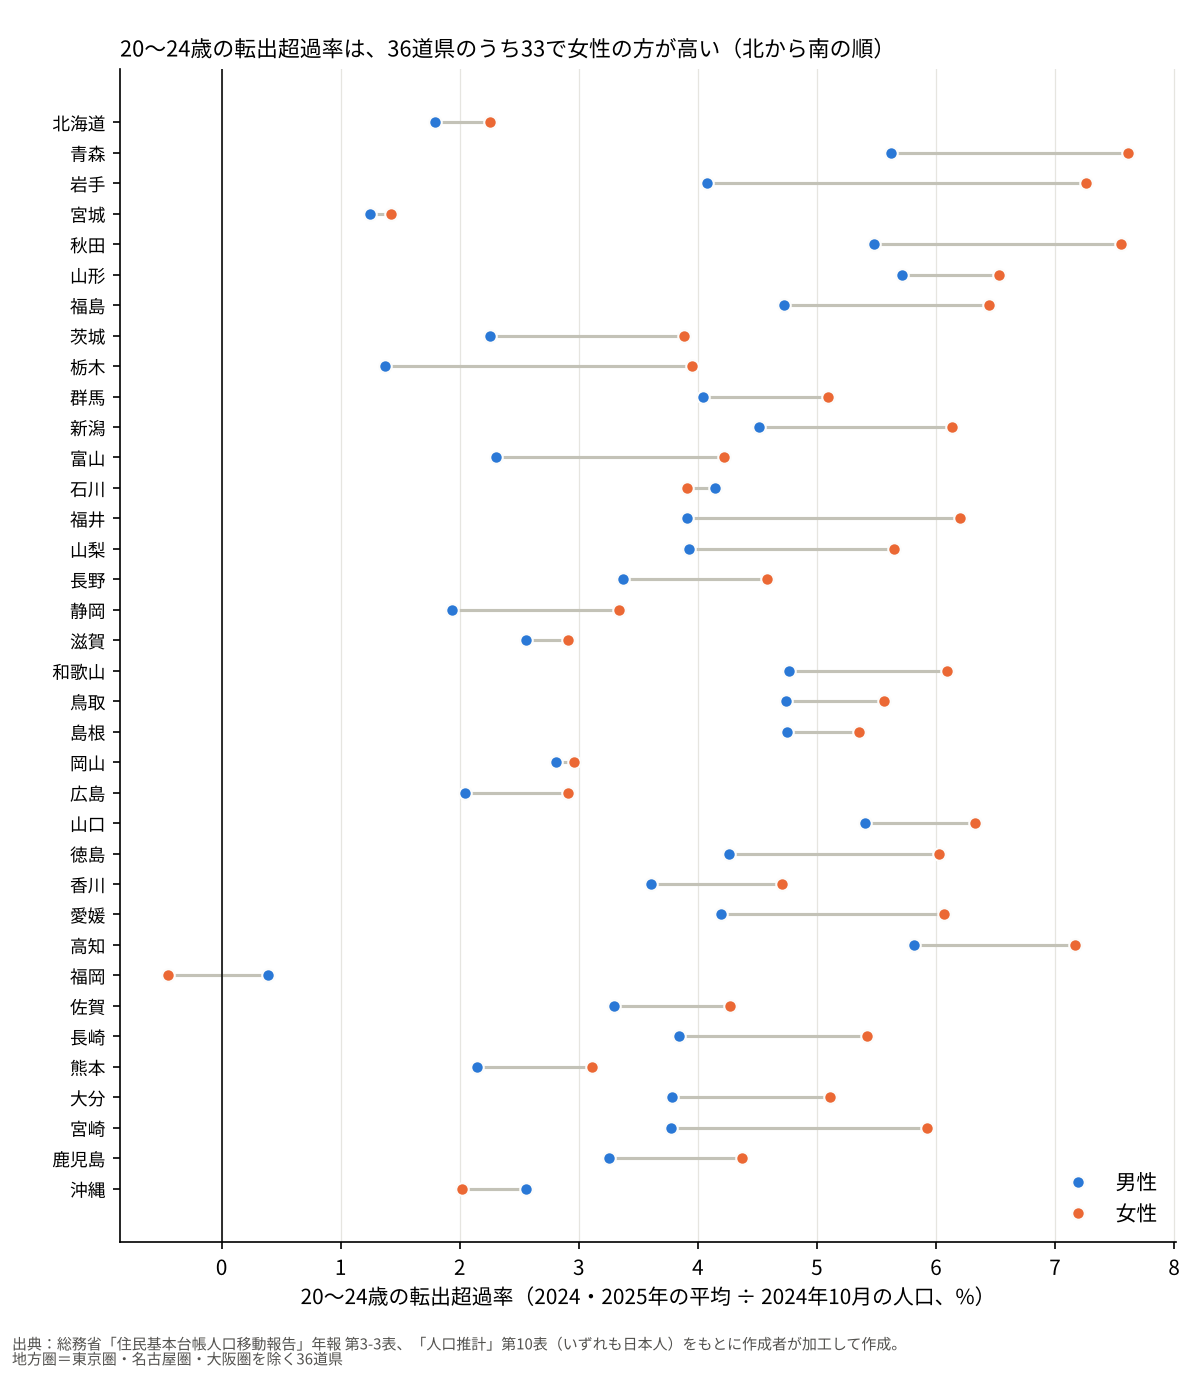 20～24歳の転出超過率は、36道県のうち33で女性の方が高い（北から南の順）
北海道
青森
岩手
宮城
秋田
山形
福島
茨城
栃木
群馬
新潟
富山
石川
福井
山梨
長野
静岡
滋賀
和歌山
鳥取
島根
岡山
広島
山口
徳島
香川
愛媛
高知
福岡
佐賀
長崎
熊本
大分
宮崎
鹿児島
沖縄
男性
女性
0 1 2 3 4 5 6 7 8
20～24歳の転出超過率（2024・2025年の平均 ÷ 2024年10月の人口、%）
出典：総務省「住民基本台帳人口移動報告」年報 第3-3表、「人口推計」第10表（いずれも日本人）をもとに作成者が加工して作成。
地方圏＝東京圏・名古屋圏・大阪圏を除く36道県